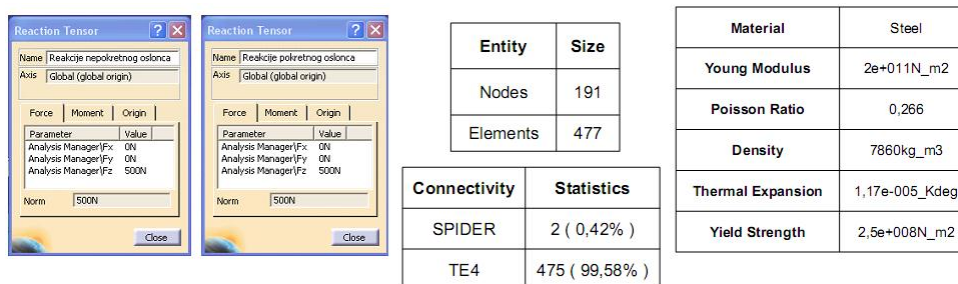 Reaction Tensor
Name Reakcije nepokretnog oslonca
Axis Global (global origin)
Force Moment Origin
Parameter Value
Analysis Manager\Fx 0N
Analysis Manager\Fy 0N
Analysis Manager\Fz 500N
Norm 500N
Close
Reaction Tensor
Name Reakcije pokretnog oslonca
Axis Global (global origin)
Force Moment Origin
Parameter Value
Analysis Manager\Fx 0N
Analysis Manager\Fy 0N
Analysis Manager\Fz 500N
Norm 500N
Close
Entity Size
Nodes 191
Elements 477
Connectivity Statistics
SPIDER 2 ( 0,42% )
TE4 475 ( 99,58% )
Material Steel
Young Modulus 2e+011N_m2
Poisson Ratio 0,266
Density 7860kg_m3
Thermal Expansion 1,17e-005_Kdeg
Yield Strength 2,5e+008N_m2